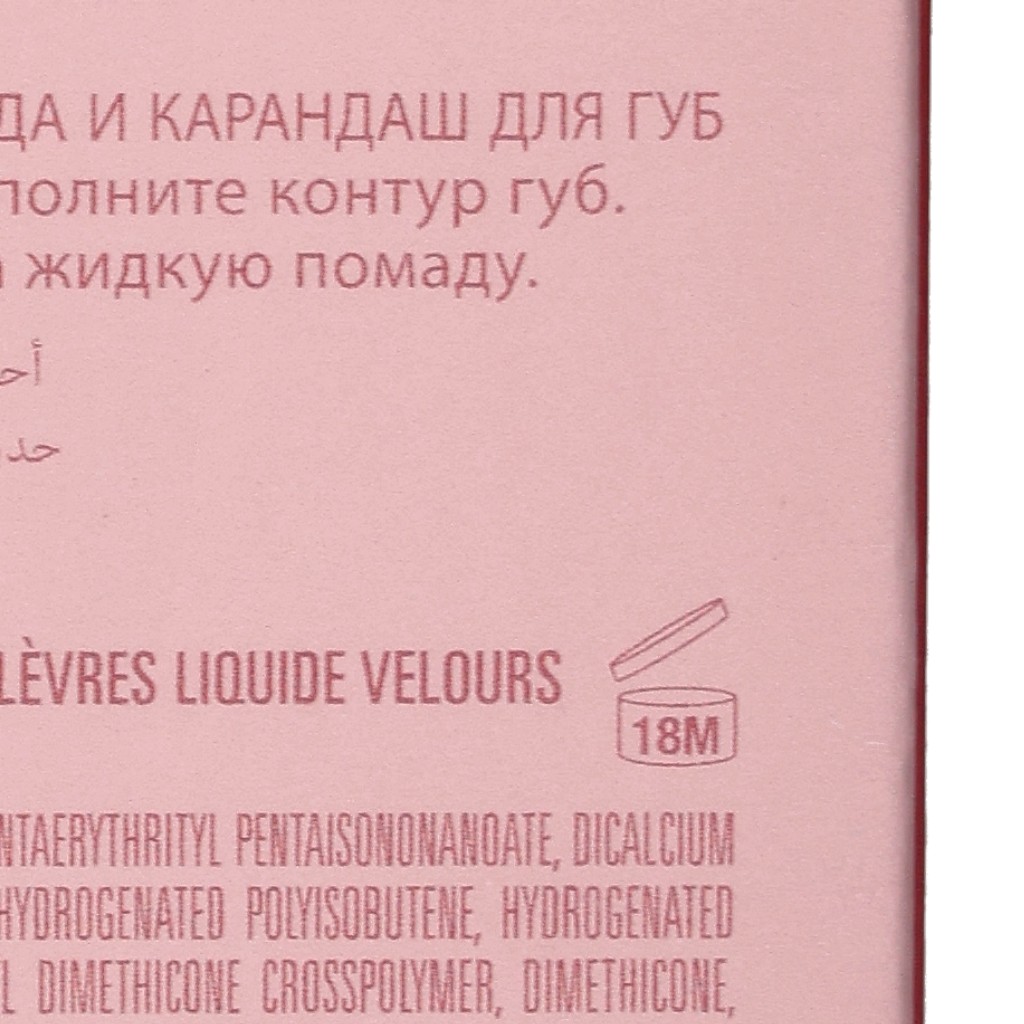 ДА И КАРАНДАШ ДЛЯ ГУБ
полните контур губ.
жидкую помаду.
LÈVRES LIQUIDE VELOURS
18M
NTAERYTHRITYL PENTAISONONANOATE, DICALCIUM
HYDROGENATED POLYISOBUTENE, HYDROGENATED
L DIMETHICONE CROSSPOLYMER, DIMETHICONE,